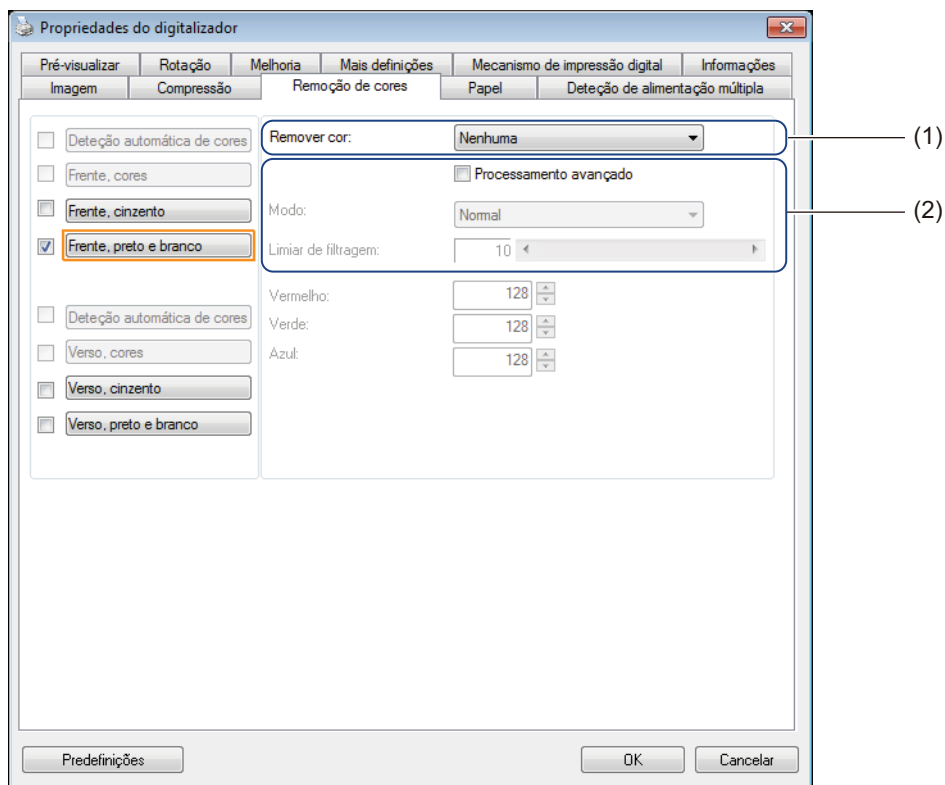 Propriedades do digitalizador
Pré-visualizar Rotação Melhoria Mais definições Mecanismo de impressão digital Informações
Imagem Compressão Remoção de cores Papel Deteção de alimentação múltipla
Deteção automática de cores
Frente, cores
Frente, cinzento
Frente, preto e branco
Deteção automática de cores
Verso, cores
Verso, cinzento
Verso, preto e branco
Remover cor: Nenhuma
(1)
Processamento avançado
Modo: Normal
(2)
Limiar de filtragem: 10
Vermelho: 128
Verde: 128
Azul: 128
Predefinições OK Cancelar